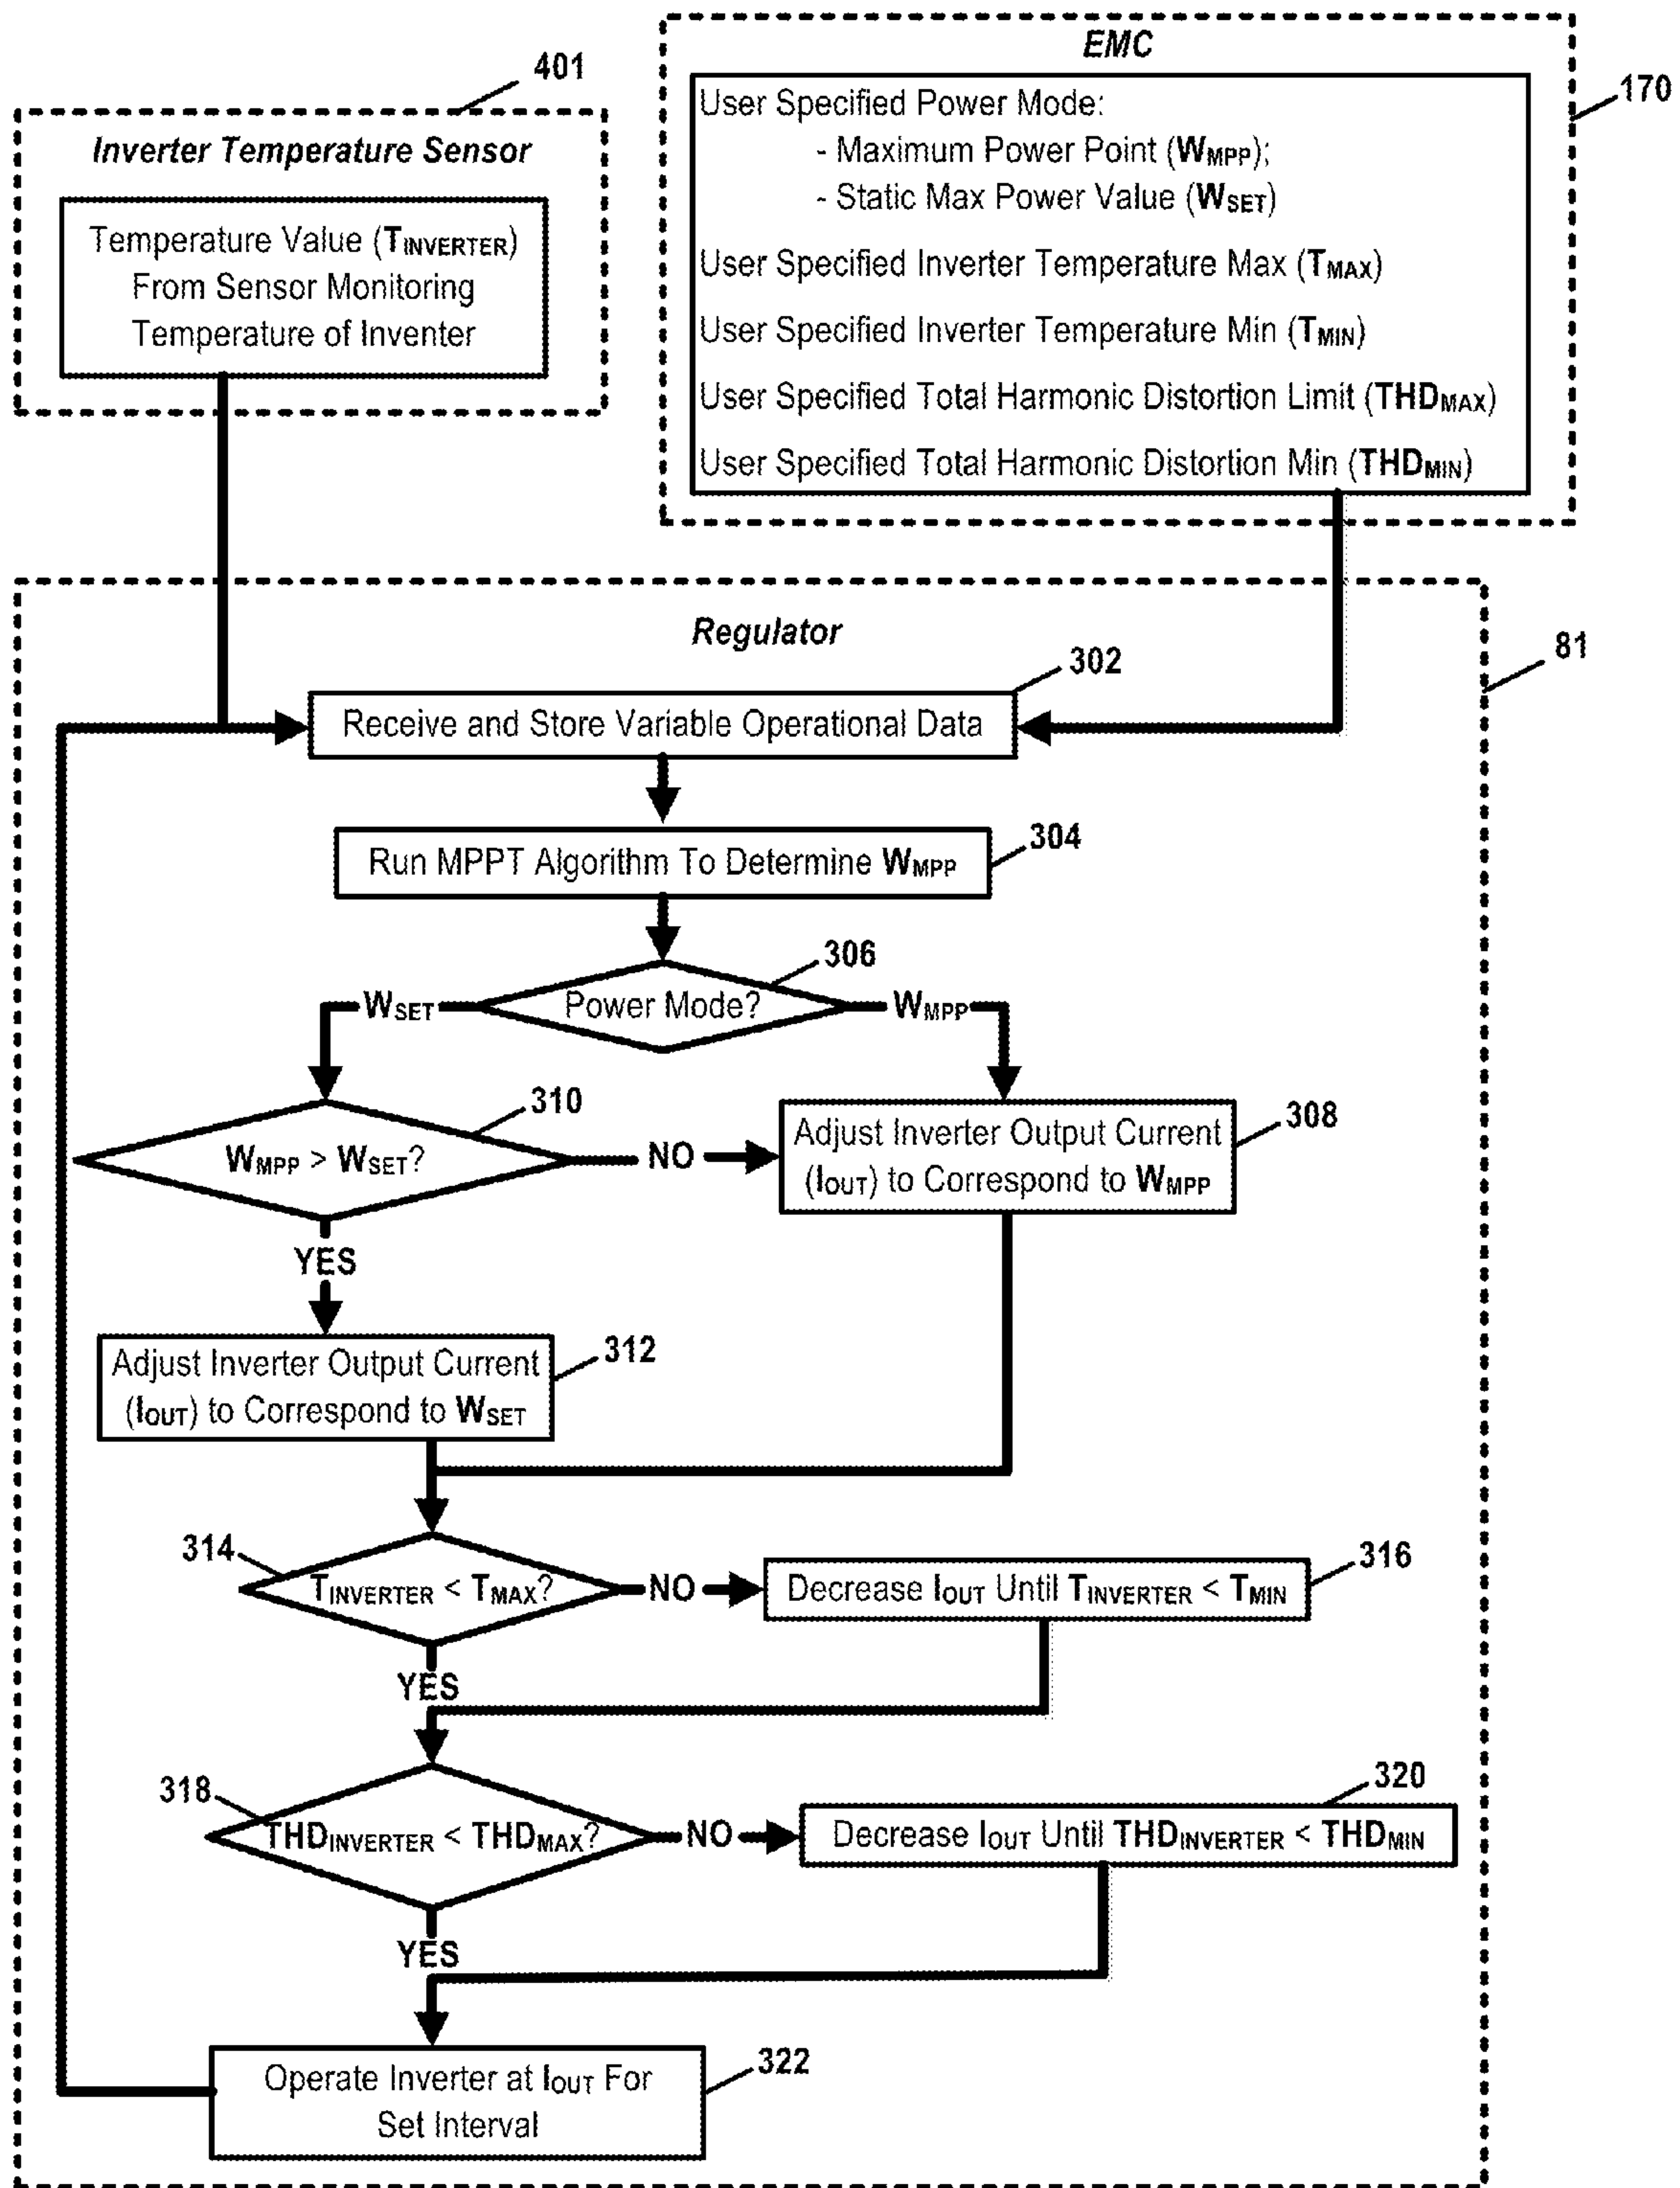 401
Inverter Temperature Sensor
Temperature Value (TINVERTER)
From Sensor Monitoring
Temperature of Inventer
EMC
170
User Specified Power Mode:
- Maximum Power Point (WMPP);
- Static Max Power Value (WSET)
User Specified Inverter Temperature Max (TMAX)
User Specified Inverter Temperature Min (TMIN)
User Specified Total Harmonic Distortion Limit (THDMAX)
User Specified Total Harmonic Distortion Min (THDMIN)
Regulator
81
302
Receive and Store Variable Operational Data
304
Run MPPT Algorithm To Determine WMPP
306
WSET
Power Mode?
WMPP
310
WMPP > WSET?
NO
308
Adjust Inverter Output Current
(IOUT) to Correspond to WMPP
YES
312
Adjust Inverter Output Current
(IOUT) to Correspond to WSET
314
TINVERTER < TMAX?
NO
316
Decrease IOUT Until TINVERTER < TMIN
YES
318
THDINVERTER < THDMAX?
NO
320
Decrease IOUT Until THDINVERTER < THDMIN
YES
322
Operate Inverter at IOUT For
Set Interval